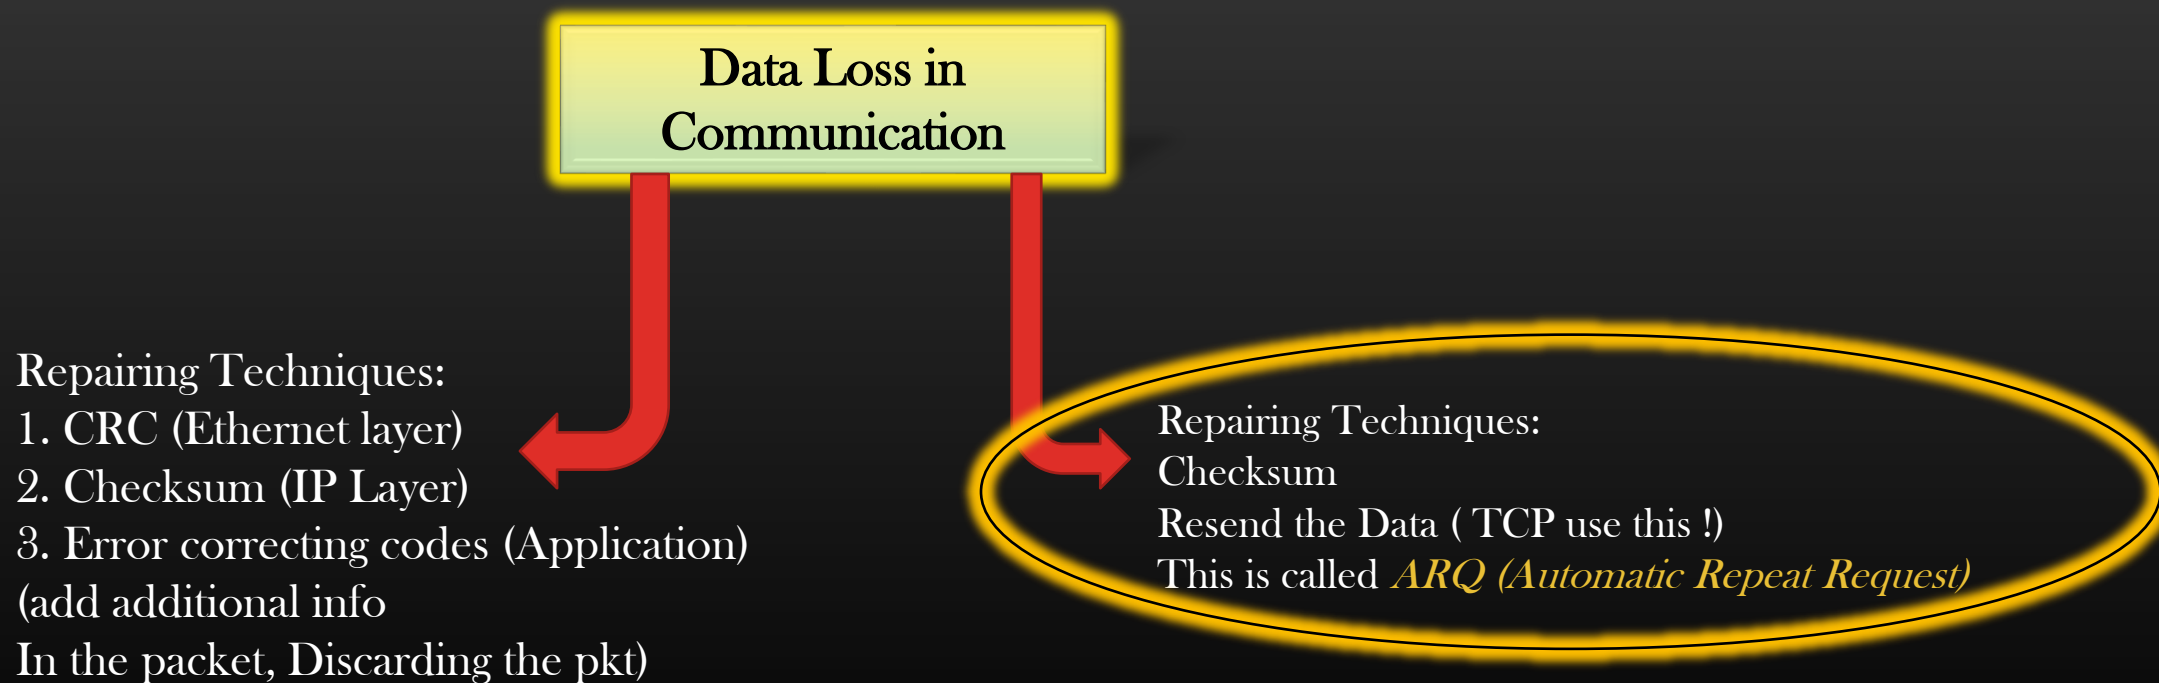 Data Loss in
Communication
Repairing Techniques:
1. CRC (Ethernet layer)
2. Checksum (IP Layer)
3. Error correcting codes (Application)
(add additional info
In the packet, Discarding the pkt)
Repairing Techniques:
Checksum
Resend the Data ( TCP use this !)
This is called ARQ (Automatic Repeat Request)